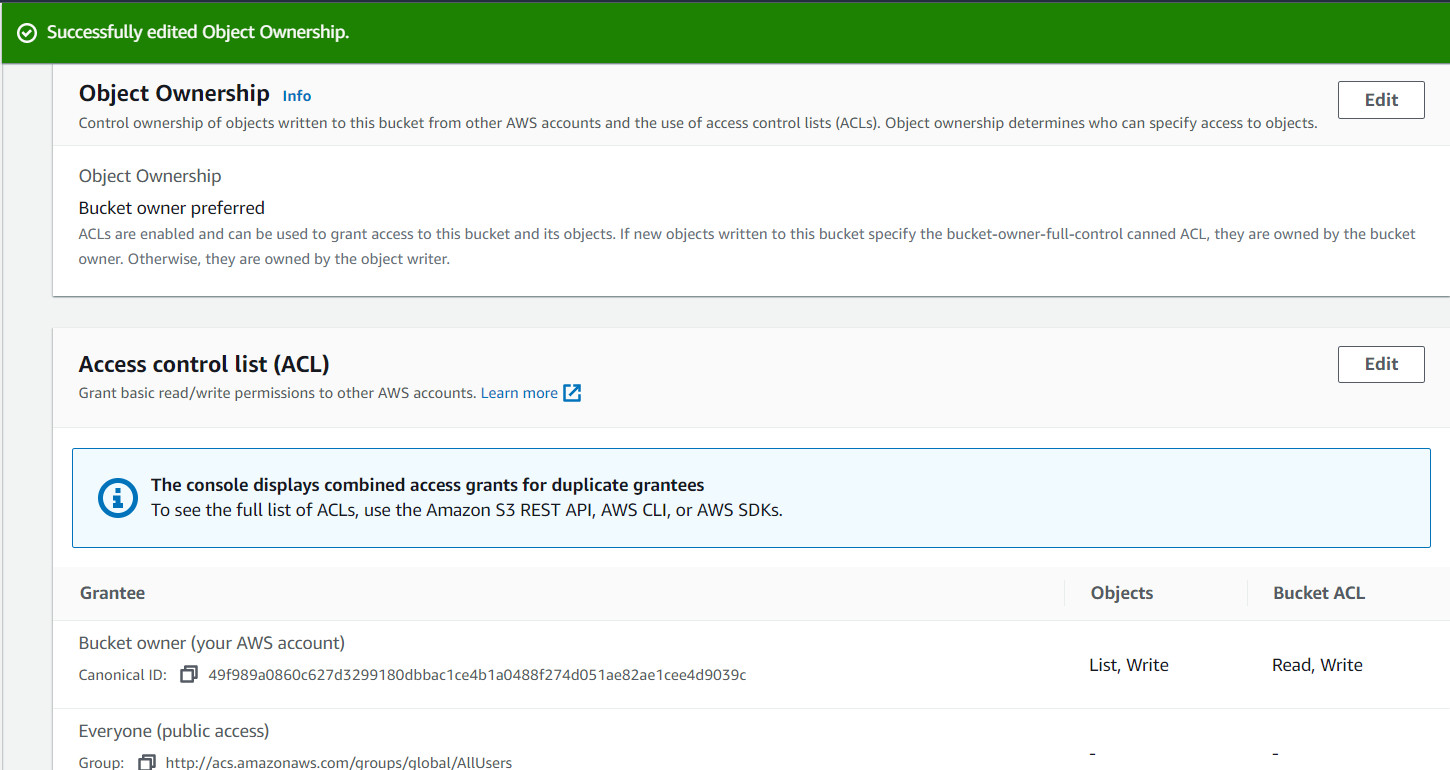 Successfully edited Object Ownership.
Object Ownership Info
Edit
Control ownership of objects written to this bucket from other AWS accounts and the use of access control lists (ACLs). Object ownership determines who can specify access to objects.
Object Ownership
Bucket owner preferred
ACLs are enabled and can be used to grant access to this bucket and its objects. If new objects written to this bucket specify the bucket-owner-full-control canned ACL, they are owned by the bucket
owner. Otherwise, they are owned by the object writer.
Access control list (ACL)
Edit
Grant basic read/write permissions to other AWS accounts. Learn more
The console displays combined access grants for duplicate grantees
To see the full list of ACLs, use the Amazon S3 REST API, AWS CLI, or AWS SDKs.
Grantee Objects Bucket ACL
Bucket owner (your AWS account)
List, Write Read, Write
Canonical ID: 49f989a0860c627d3299180dbbac1ce4b1a0488f274d051ae82ae1cee4d9039c
Everyone (public access)
- -
Group: http://acs.amazonaws.com/groups/global/AllUsers